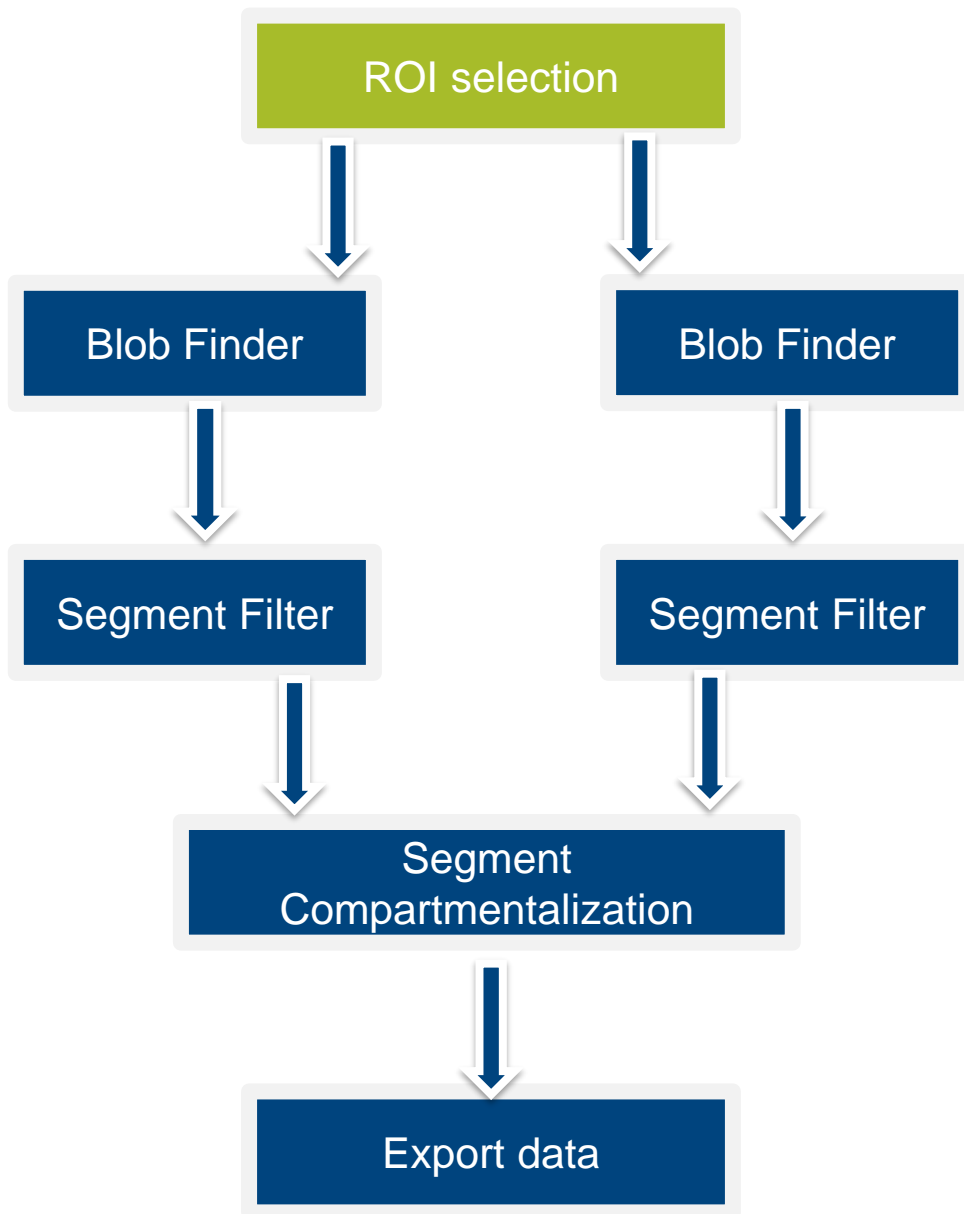 ROI selection
Blob Finder
Blob Finder
Segment Filter
Segment Filter
Segment
Compartmentalization
Export data